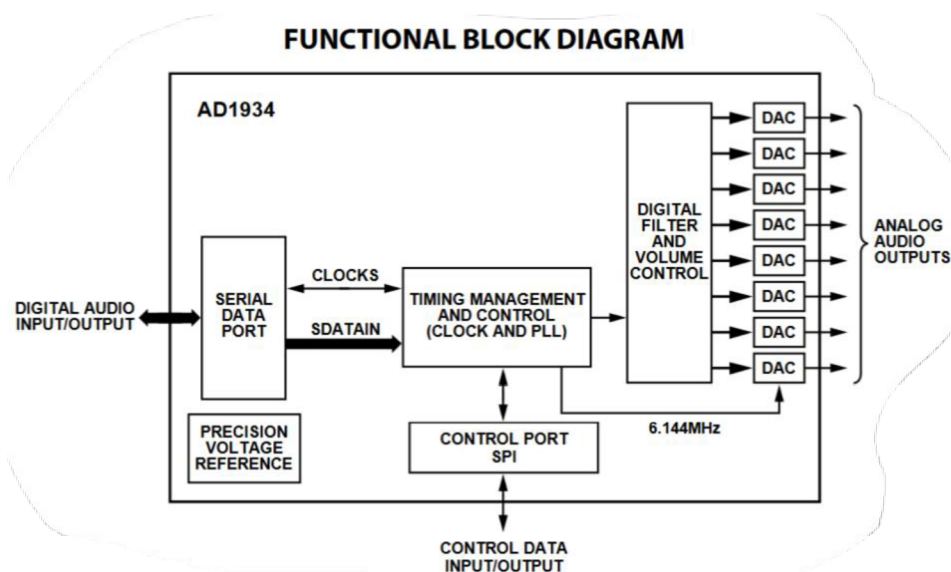 FUNCTIONAL BLOCK DIAGRAM
AD1934
DAC
DAC
DAC
DAC
DAC
DAC
DAC
DAC
DIGITAL
FILTER
AND
VOLUME
CONTROL
ANALOG
AUDIO
OUTPUTS
DIGITAL AUDIO
INPUT/OUTPUT
SERIAL
DATA
PORT
CLOCKS
SDATAIN
TIMING MANAGEMENT
AND CONTROL
(CLOCK AND PLL)
6.144MHz
PRECISION
VOLTAGE
REFERENCE
CONTROL PORT
SPI
CONTROL DATA
INPUT/OUTPUT